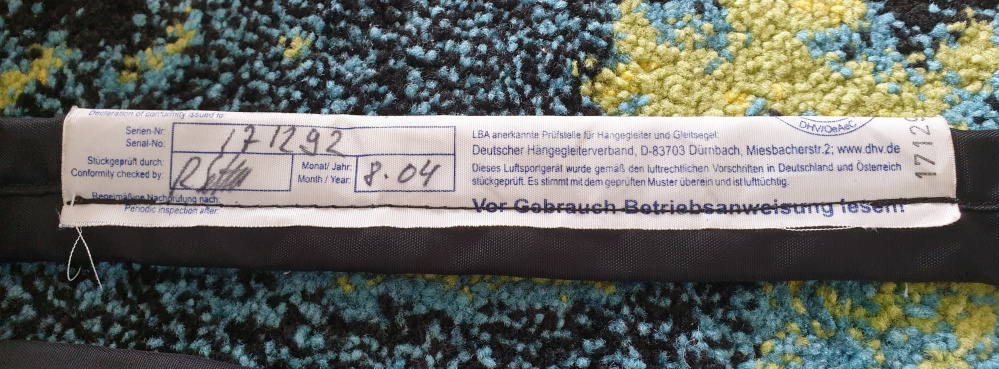 Declaration of conformity issued to:
Serien-Nr:
Serial-No:
171292
Stückgeprüft durch:
Conformity checked by:
Monat/ Jahr:
Month / Year:
8.04
Regelmäßige Nachprüfung nach:
Periodic inspection after:
DHV/OeAeC
LBA anerkannte Prüfstelle für Hängegleiter und Gleitsegel:
Deutscher Hängegleiterverband, D-83703 Dürnbach, Miesbacherstr.2; www.dhv.de
Dieses Luftsportgerät wurde gemäß den luftrechtlichen Vorschriften in Deutschland und Österreich
stückgeprüft. Es stimmt mit dem geprüften Muster überein und ist lufttüchtig.
Vor Gebrauch Betriebsanweisung lesen!
1712